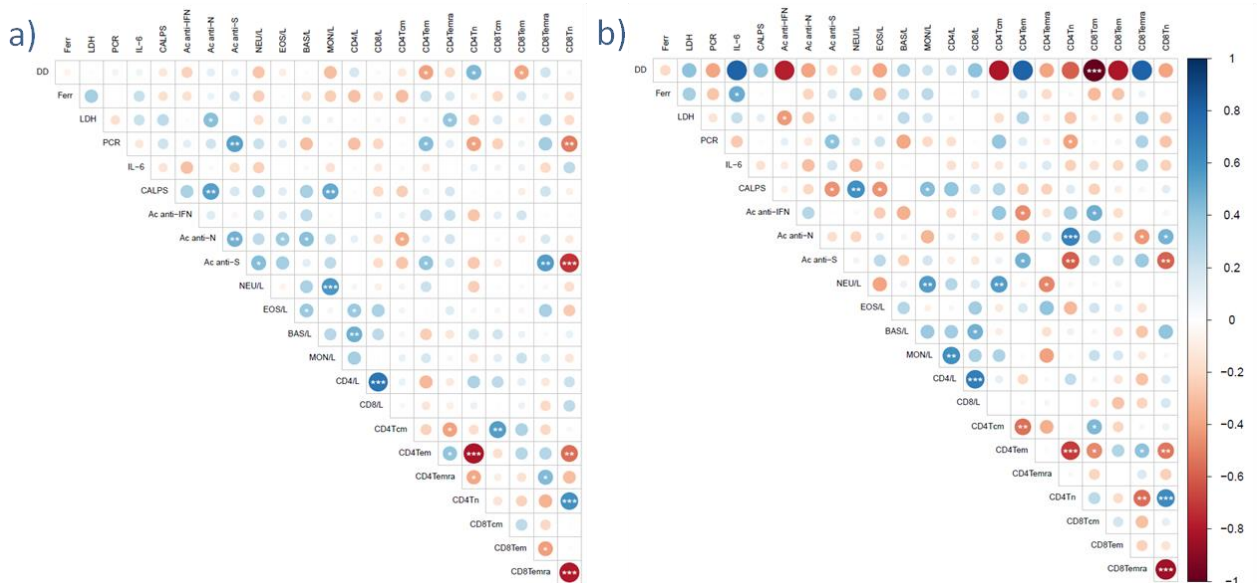 a)
Ferr LDH PCR IL-6 CALPS Ac anti-IFN Ac anti-N Ac anti-S NEU/L EOS/L BAS/L MON/L CD4/L CD8/L CD4Tcm CD4Tem CD4Temra CD4Tn CD8Tcm CD8Tem CD8Temra CD8Tn
DD * * *
Ferr
LDH * *
PCR ** * * **
IL-6
CALPS ** **
Ac anti-IFN
Ac anti-N ** * * *
Ac anti-S * * ** ***
NEU/L ***
EOS/L * *
BAS/L **
MON/L
CD4/L ***
CD8/L
CD4Tcm * **
CD4Tem * *** **
CD4Temra * *
CD4Tn ***
CD8Tcm
CD8Tem *
CD8Temra ***
b)
Ferr LDH PCR IL-6 CALPS Ac anti-IFN Ac anti-N Ac anti-S NEU/L EOS/L BAS/L MON/L CD4/L CD8/L CD4Tcm CD4Tem CD4Temra CD4Tn CD8Tcm CD8Tem CD8Temra CD8Tn
DD ***
Ferr *
LDH *
PCR * *
IL-6
CALPS * ** * *
Ac anti-IFN * *
Ac anti-N *** * *
Ac anti-S * ** **
NEU/L ** ** *
EOS/L
BAS/L *
MON/L **
CD4/L ***
CD8/L
CD4Tcm ** *
CD4Tem *** * * **
CD4Temra
CD4Tn ** ***
CD8Tcm
CD8Tem
CD8Temra ***
1
0.8
0.6
0.4
0.2
0
-0.2
-0.4
-0.6
-0.8
-1